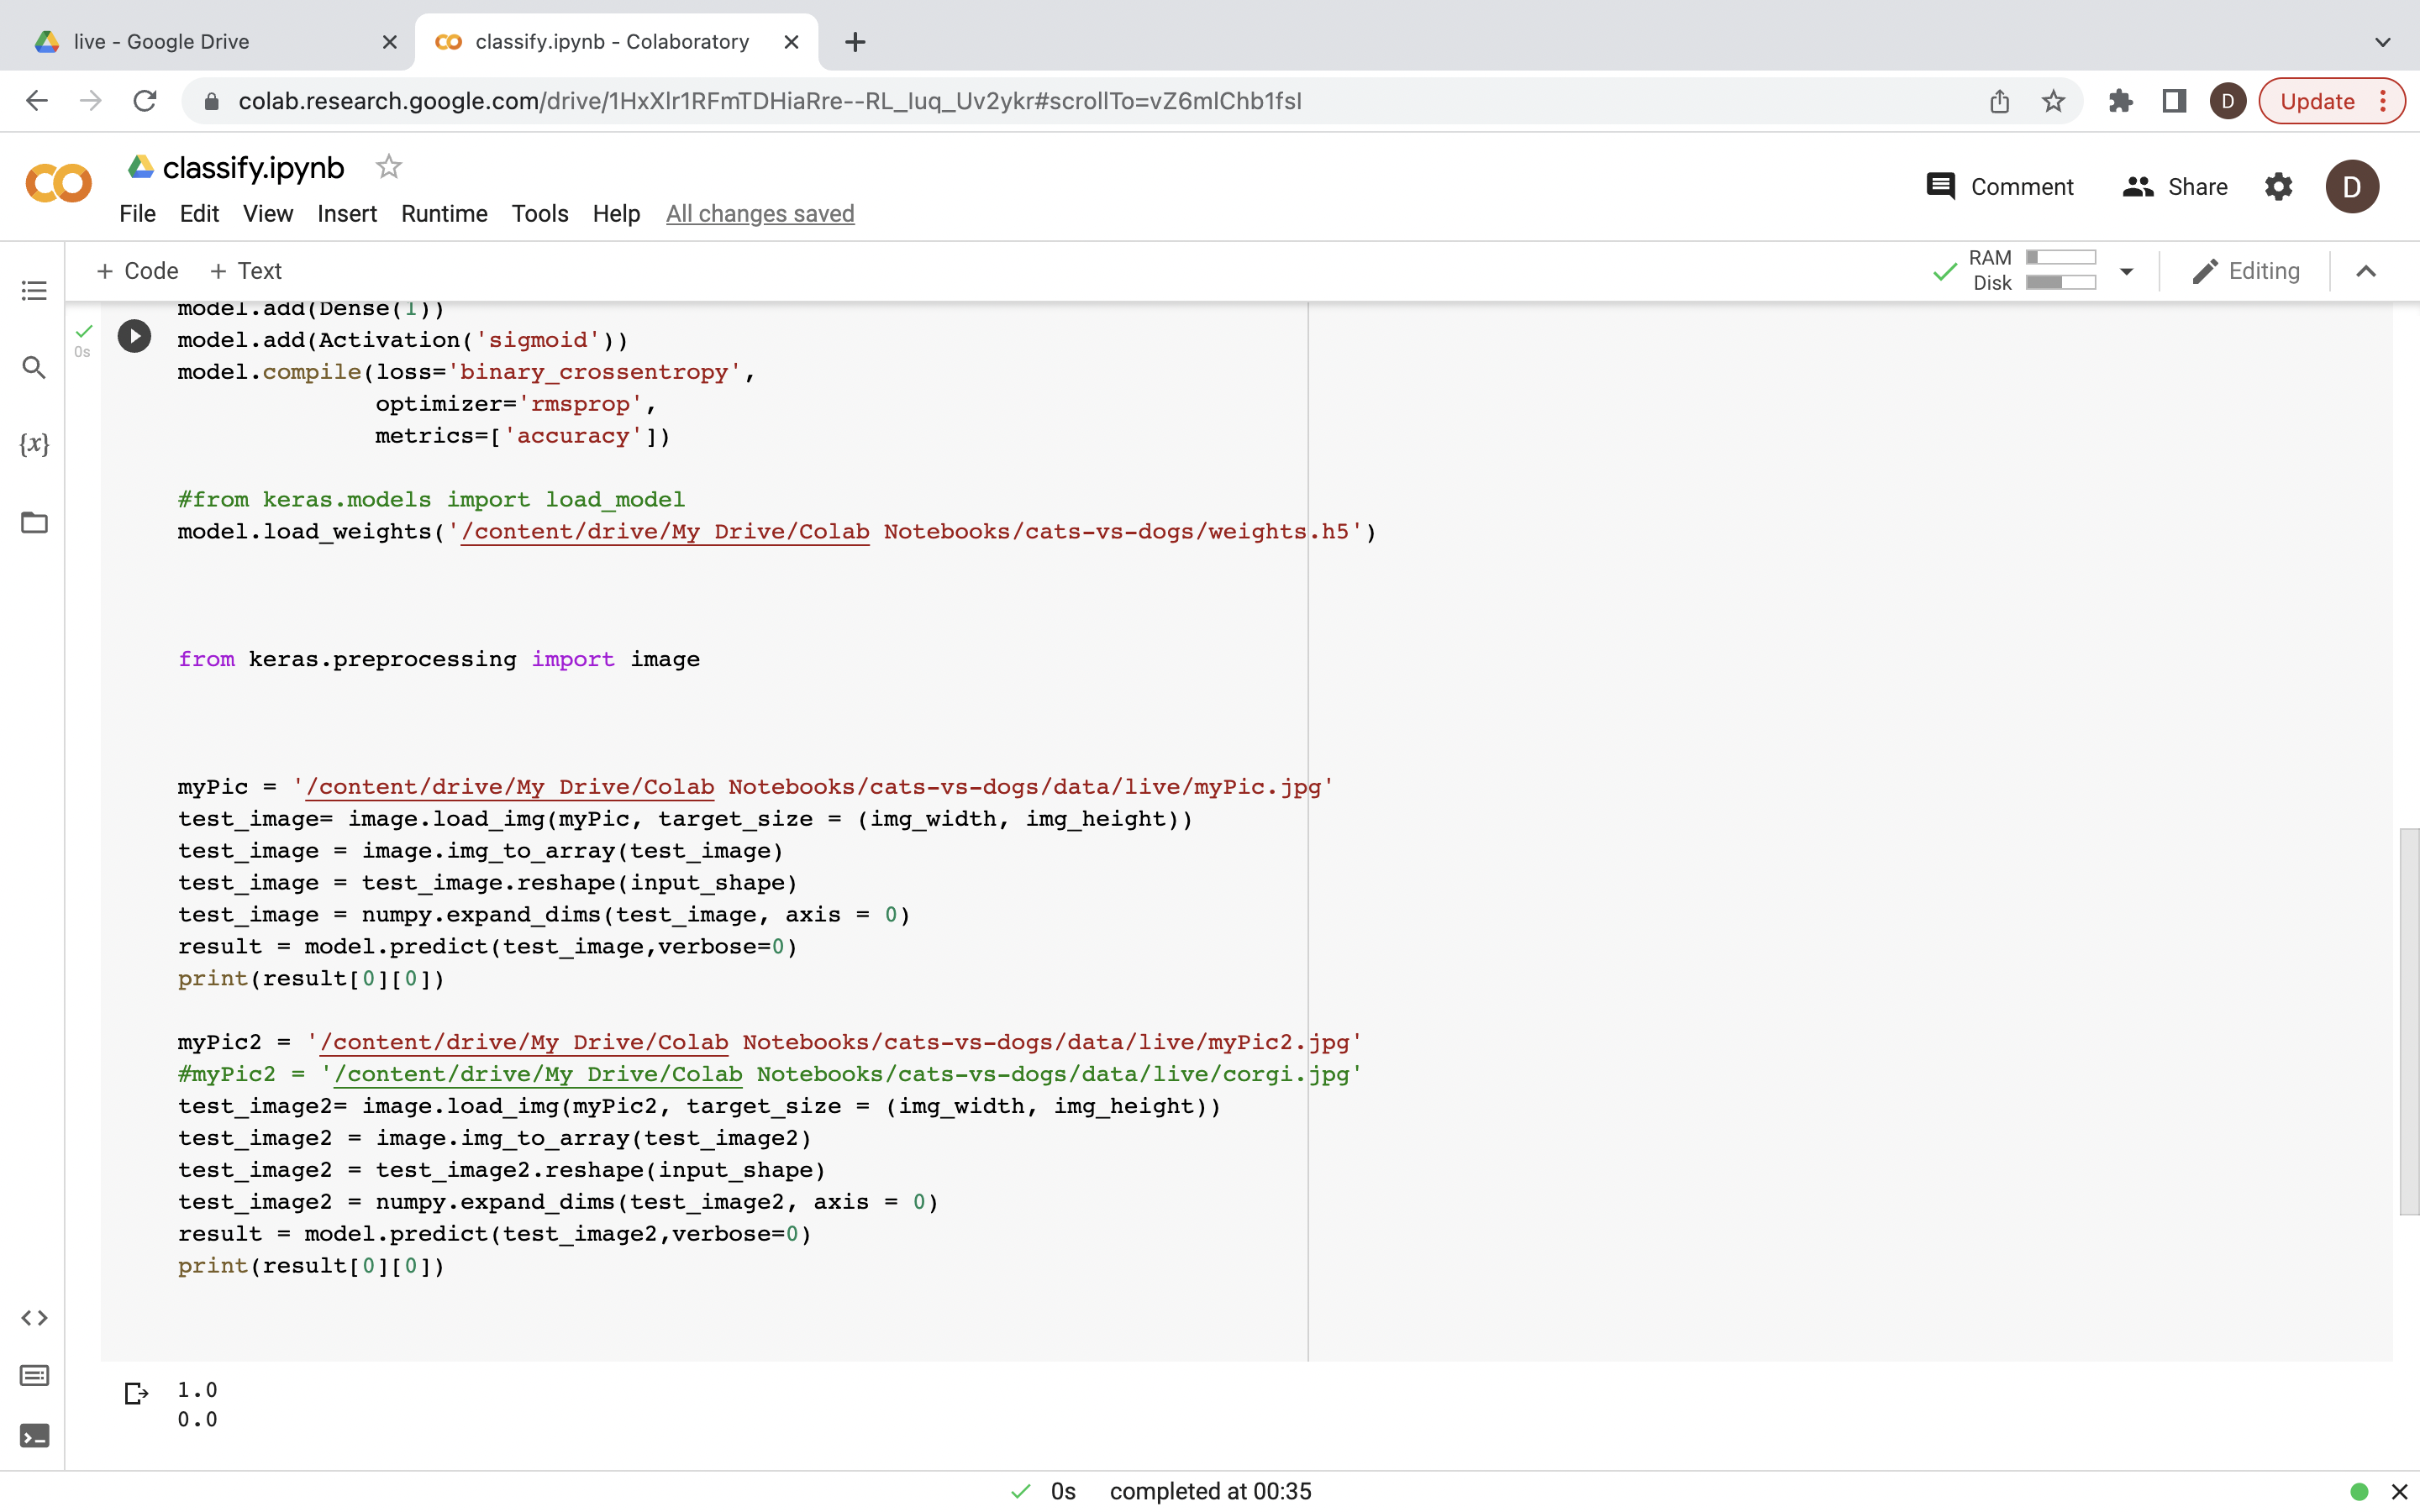 live - Google Drive
classify.ipynb - Colaboratory
colab.research.google.com/drive/1HxXlr1RFmTDHiaRre--RL_luq_Uv2ykr#scrollTo=vZ6mlChb1fsl
D
Update
classify.ipynb
File Edit View Insert Runtime Tools Help All changes saved
Comment
Share
D
+ Code + Text
RAM
Disk
Editing
{x}
0s
model.add(Dense(1))
model.add(Activation('sigmoid'))
model.compile(loss='binary_crossentropy',
optimizer='rmsprop',
metrics=['accuracy'])
#from keras.models import load_model
model.load_weights('/content/drive/My Drive/Colab Notebooks/cats-vs-dogs/weights.h5')
from keras.preprocessing import image
myPic = '/content/drive/My Drive/Colab Notebooks/cats-vs-dogs/data/live/myPic.jpg'
test_image= image.load_img(myPic, target_size = (img_width, img_height))
test_image = image.img_to_array(test_image)
test_image = test_image.reshape(input_shape)
test_image = numpy.expand_dims(test_image, axis = 0)
result = model.predict(test_image,verbose=0)
print(result[0][0])
myPic2 = '/content/drive/My Drive/Colab Notebooks/cats-vs-dogs/data/live/myPic2.jpg'
#myPic2 = '/content/drive/My Drive/Colab Notebooks/cats-vs-dogs/data/live/corgi.jpg'
test_image2= image.load_img(myPic2, target_size = (img_width, img_height))
test_image2 = image.img_to_array(test_image2)
test_image2 = test_image2.reshape(input_shape)
test_image2 = numpy.expand_dims(test_image2, axis = 0)
result = model.predict(test_image2,verbose=0)
print(result[0][0])
1.0
0.0
0s completed at 00:35